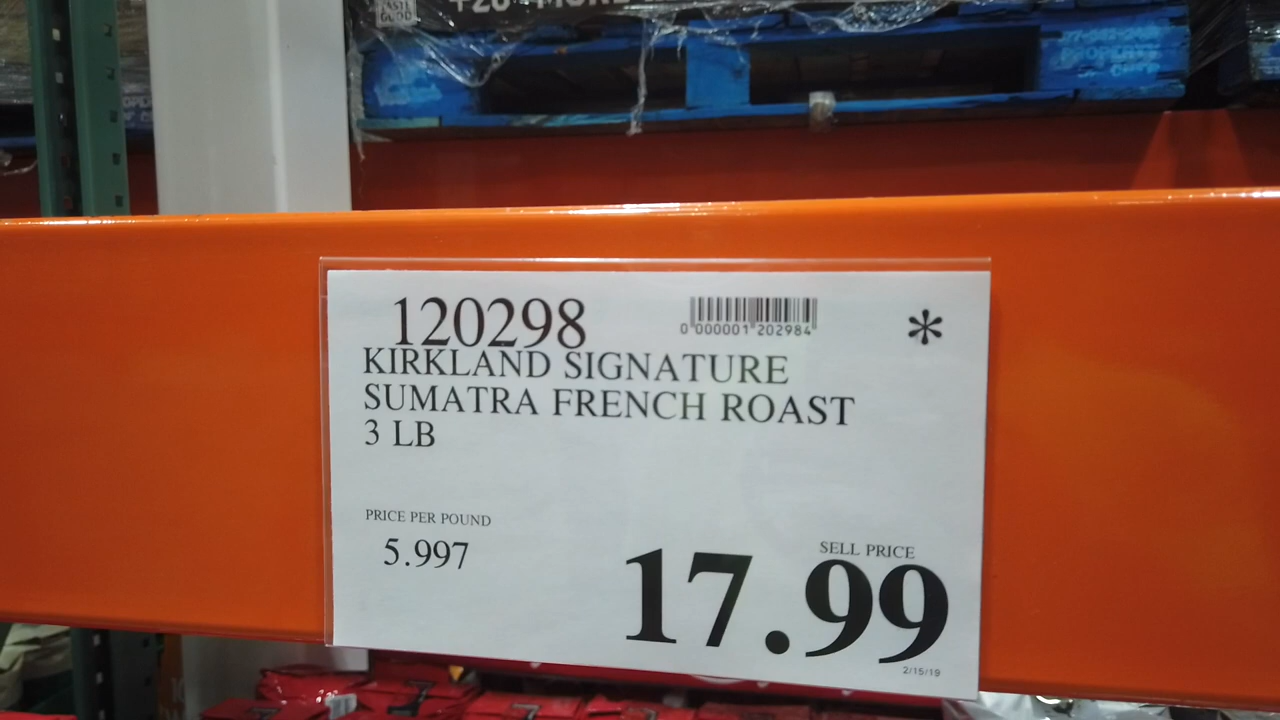 120298
0 000001 202984
*
KIRKLAND SIGNATURE
SUMATRA FRENCH ROAST
3 LB
PRICE PER POUND
5.997
SELL PRICE
17.99
2/15/19